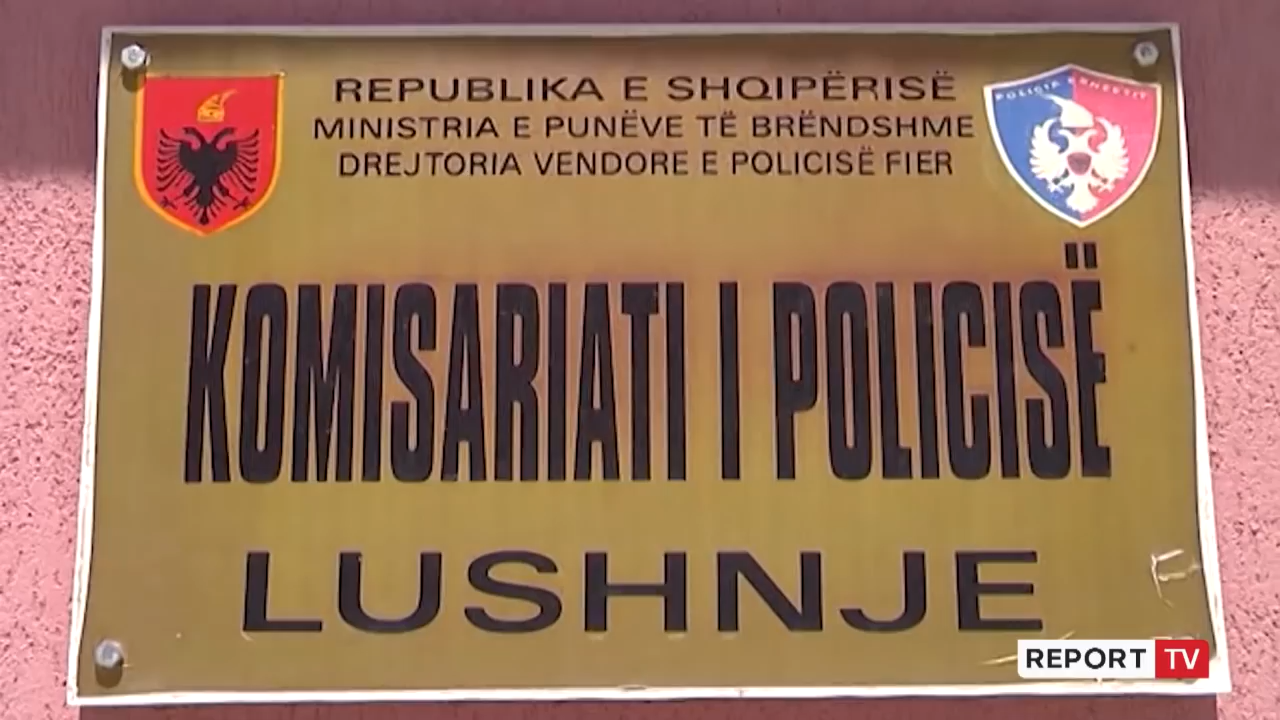 REPUBLIKA E SHQIPËRISË
MINISTRIA E PUNËVE TË BRËNDSHME
DREJTORIA VENDORE E POLICISË FIER
KOMISARIATI I POLICISË
LUSHNJE
REPORT TV